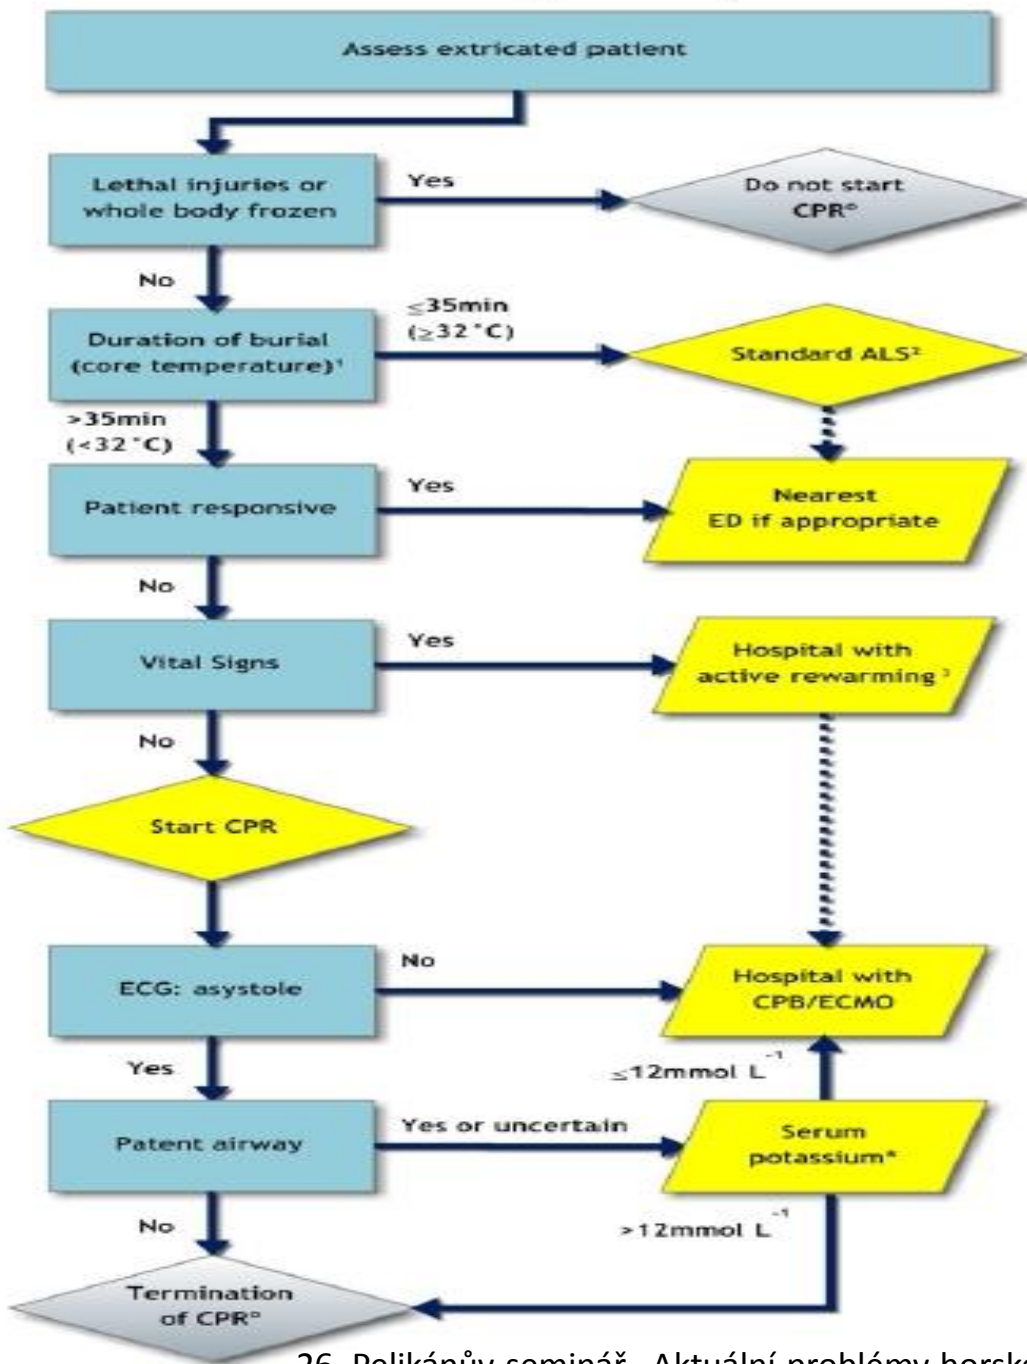 Assess extricated patient
Lethal injuries or
whole body frozen
Yes
Do not start
CPR°
No
Duration of burial
(core temperature)¹
≤35min
(≥32°C)
Standard ALS²
>35min
(<32°C)
Patient responsive
Yes
Nearest
ED if appropriate
No
Vital Signs
Yes
Hospital with
active rewarming³
No
Start CPR
ECG: asystole
No
Hospital with
CPB/ECMO
Yes
≤12mmol L⁻¹
Patent airway
Yes or uncertain
Serum
potassium⁴
No
>12mmol L⁻¹
Termination
of CPR°